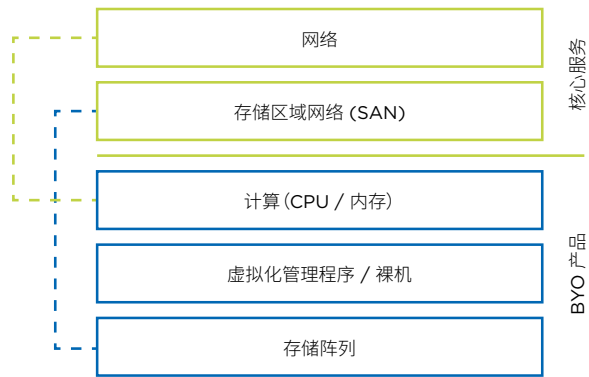 网络
存储区域网络 (SAN)
核心服务
计算（CPU / 内存）
虚拟化管理程序 / 裸机
存储阵列
BYO 产品